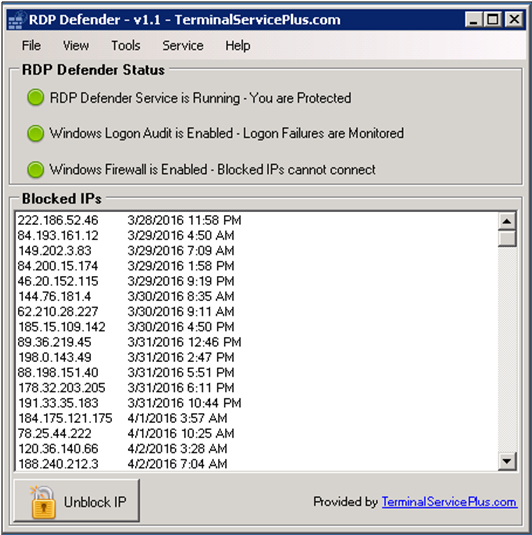 RDP Defender - v1.1 - TerminalServicePlus.com
File View Tools Service Help
RDP Defender Status
RDP Defender Service is Running - You are Protected
Windows Logon Audit is Enabled - Logon Failures are Monitored
Windows Firewall is Enabled - Blocked IPs cannot connect
Blocked IPs
222.186.52.46 3/28/2016 11:58 PM
84.193.161.12 3/29/2016 4:50 AM
149.202.3.83 3/29/2016 7:09 AM
84.200.15.174 3/29/2016 1:58 PM
46.20.152.115 3/29/2016 9:19 PM
144.76.181.4 3/30/2016 8:35 AM
62.210.28.227 3/30/2016 9:11 AM
185.15.109.142 3/30/2016 4:50 PM
89.36.219.45 3/31/2016 12:46 PM
198.0.143.49 3/31/2016 2:47 PM
88.198.151.40 3/31/2016 5:51 PM
178.32.203.205 3/31/2016 6:11 PM
191.33.35.183 3/31/2016 10:44 PM
184.175.121.175 4/1/2016 3:57 AM
78.25.44.222 4/1/2016 10:25 AM
120.36.140.66 4/2/2016 3:28 AM
188.240.212.3 4/2/2016 7:04 AM
Unblock IP
Provided by TerminalServicePlus.com